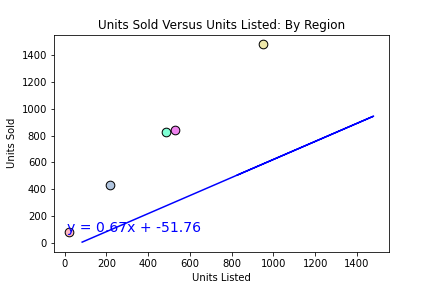 Units Sold Versus Units Listed: By Region
1400
1200
1000
800
600
400
200
0
Units Sold
y = 0.67x + -51.76
0 200 400 600 800 1000 1200 1400
Units Listed